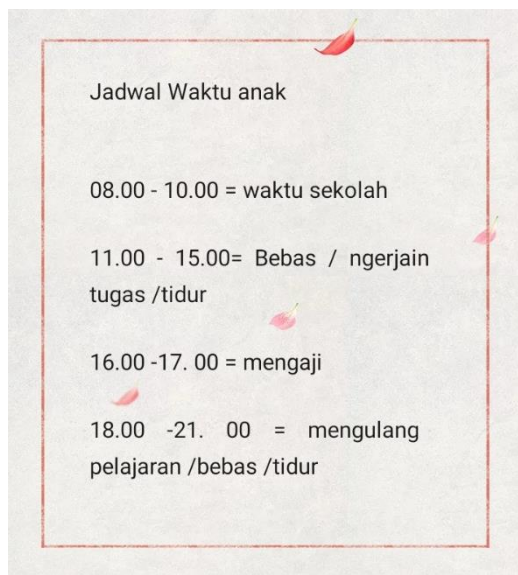 Jadwal Waktu anak
08.00 - 10.00 = waktu sekolah
11.00 - 15.00= Bebas / ngerjain
tugas /tidur
16.00 -17. 00 = mengaji
18.00 -21. 00 = mengulang
pelajaran /bebas /tidur